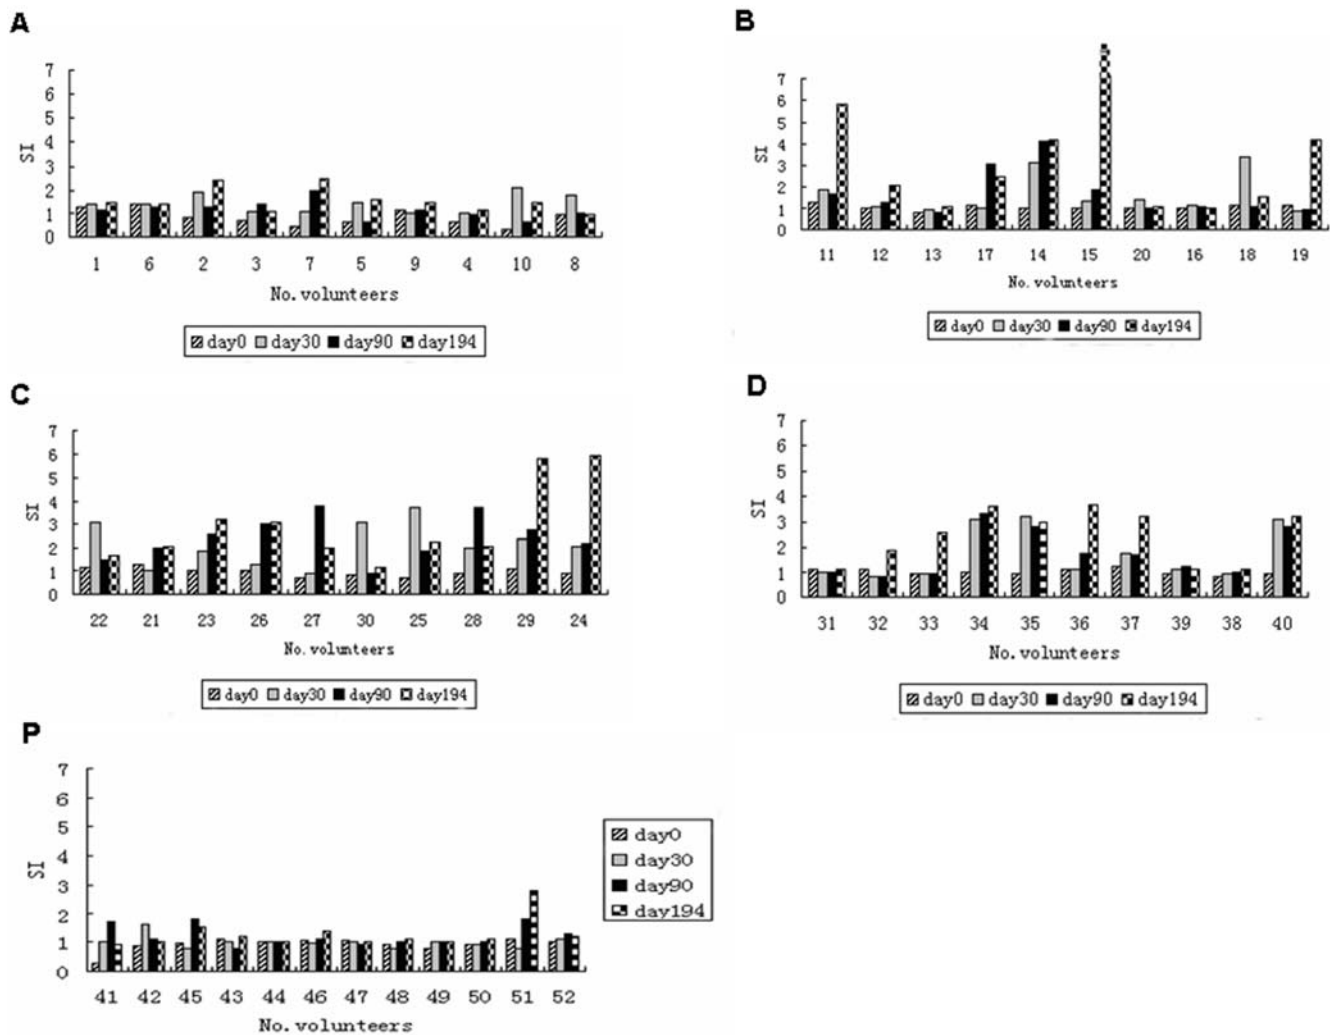 A
7
6
5
4
3
2
1
0
SI
1 6 2 3 7 5 9 4 10 8
No.volunteers
day0 day30 day90 day194
B
7
6
5
4
3
2
1
0
SI
11 12 13 17 14 15 20 16 18 19
No.volunteers
day0 day30 day90 day194
C
7
6
5
4
3
2
1
0
SI
22 21 23 26 27 30 25 28 29 24
No.volunteers
day0 day30 day90 day194
D
7
6
5
4
3
2
1
0
SI
31 32 33 34 35 36 37 39 38 40
No.volunteers
day0 day30 day90 day194
P
7
6
5
4
3
2
1
0
SI
41 42 45 43 44 46 47 48 49 50 51 52
No.volunteers
day0
day30
day90
day194